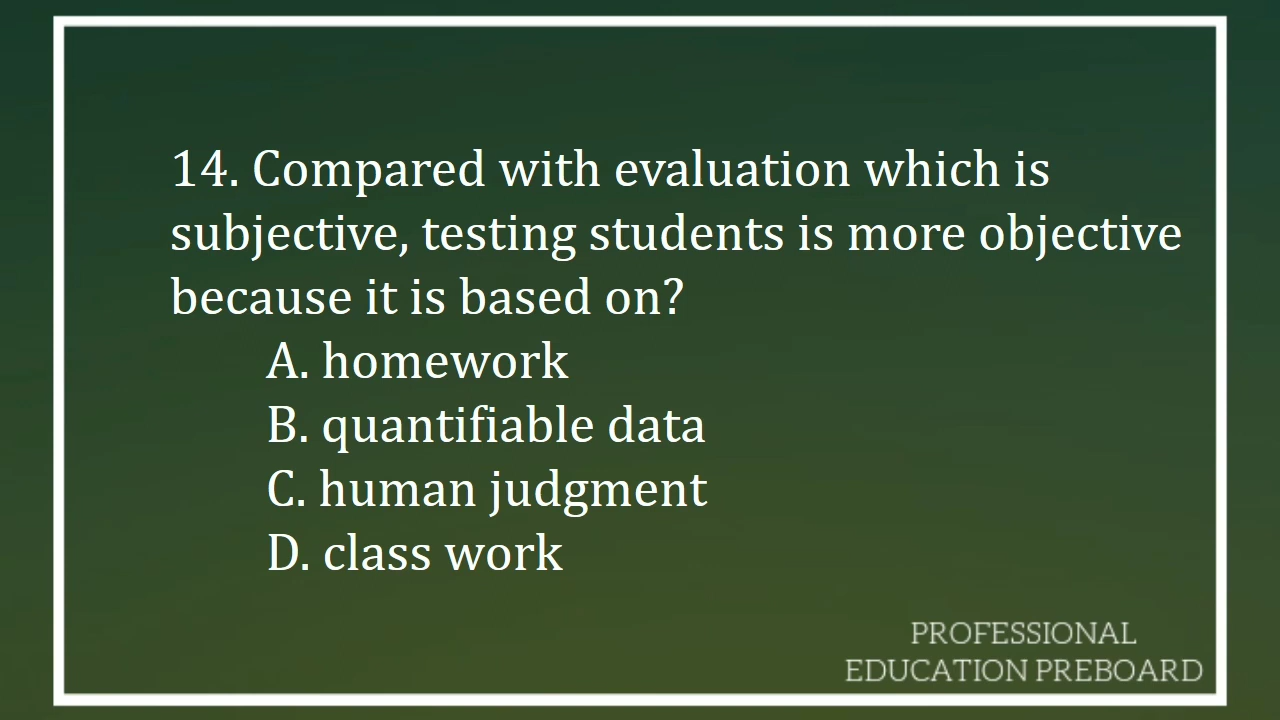 14. Compared with evaluation which is
subjective, testing students is more objective
because it is based on?
A. homework
B. quantifiable data
C. human judgment
D. class work
PROFESSIONAL
EDUCATION PREBOARD